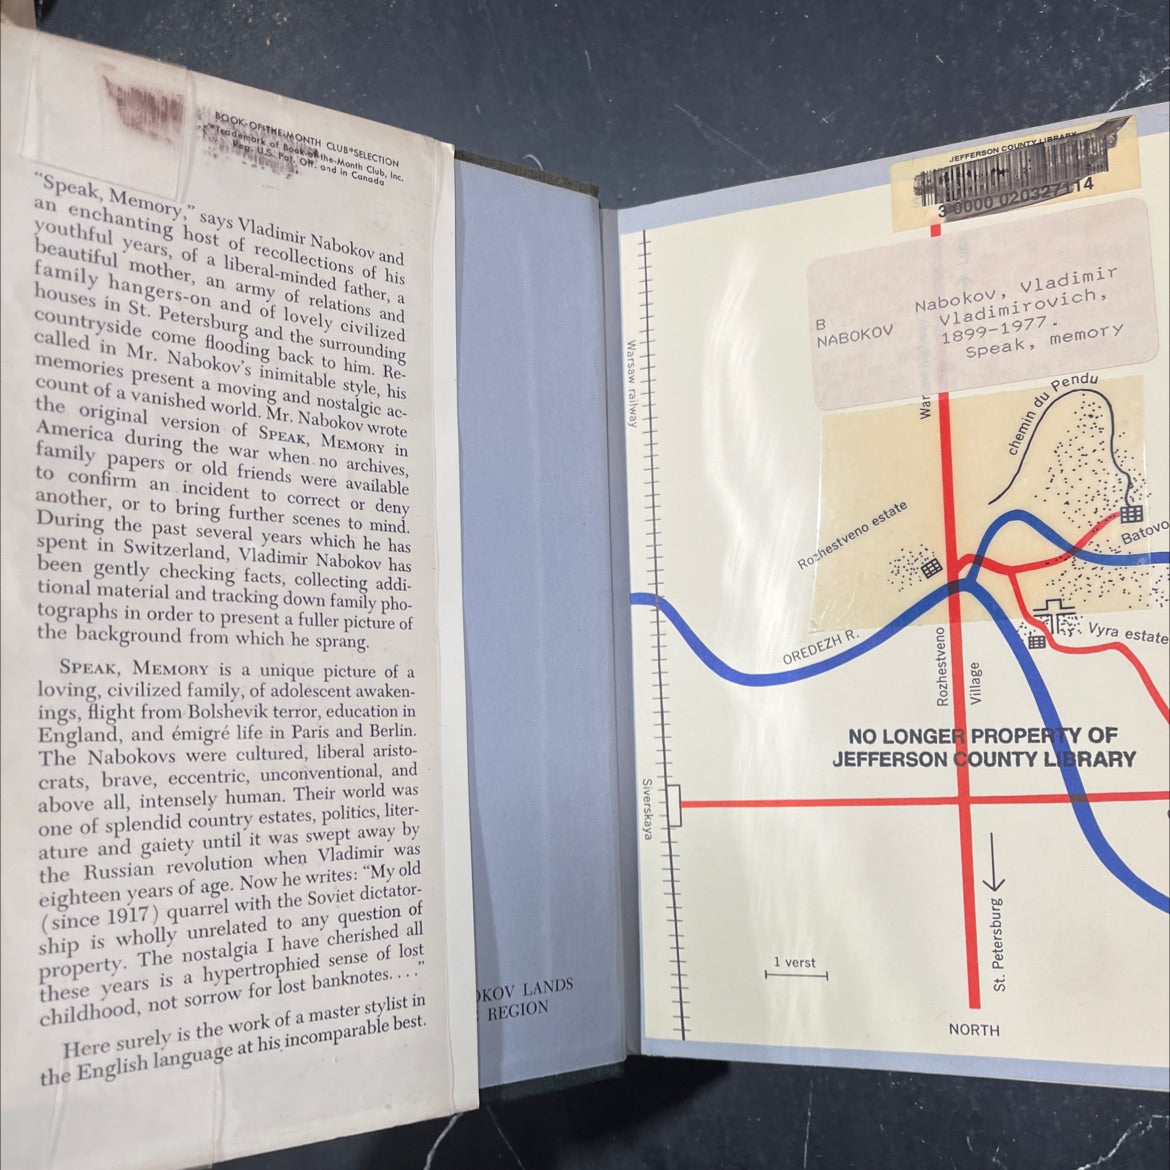 BOOK-OF-THE-MONTH CLUB*SELECTION
*Trademark of Book-of-the-Month Club, Inc.
Reg. U.S. Pat. Off. and in Canada
“Speak, Memory,” says Vladimir Nabokov and
an enchanting host of recollections of his
youthful years, of a liberal-minded father, a
beautiful mother, an army of relations and
family hangers-on and of lovely civilized
houses in St. Petersburg and the surrounding
countryside come flooding back to him. Re-
called in Mr. Nabokov’s inimitable style, his
memories present a moving and nostalgic ac-
count of a vanished world. Mr. Nabokov wrote
the original version of SPEAK, MEMORY in
America during the war when no archives,
family papers or old friends were available
to confirm an incident to correct or deny
another, or to bring further scenes to mind.
During the past several years which he has
spent in Switzerland, Vladimir Nabokov has
been gently checking facts, collecting addi-
tional material and tracking down family pho-
tographs in order to present a fuller picture of
the background from which he sprang.
SPEAK, MEMORY is a unique picture of a
loving, civilized family, of adolescent awaken-
ings, flight from Bolshevik terror, education in
England, and émigré life in Paris and Berlin.
The Nabokovs were cultured, liberal aristo-
crats, brave, eccentric, unconventional, and
above all, intensely human. Their world was
one of splendid country estates, politics, liter-
ature and gaiety until it was swept away by
the Russian revolution when Vladimir was
eighteen years of age. Now he writes: “My old
(since 1917) quarrel with the Soviet dictator-
ship is wholly unrelated to any question of
property. The nostalgia I have cherished all
these years is a hypertrophied sense of lost
childhood, not sorrow for lost banknotes. . . .”
Here surely is the work of a master stylist in
the English language at his incomparable best.
OKOV LANDS
REGION
JEFFERSON COUNTY LIBRARY
3 0000 020327114
Nabokov, Vladimir
B Vladimirovich,
NABOKOV 1899-1977.
Speak, memory
Warsaw railway
War
chemin du Pendu
Rozhestveno estate
Batovo
OREDEZH R.
Vyra estate
Rozhestveno
Village
NO LONGER PROPERTY OF
JEFFERSON COUNTY LIBRARY
Siverskaya
St. Petersburg
1 verst
NORTH